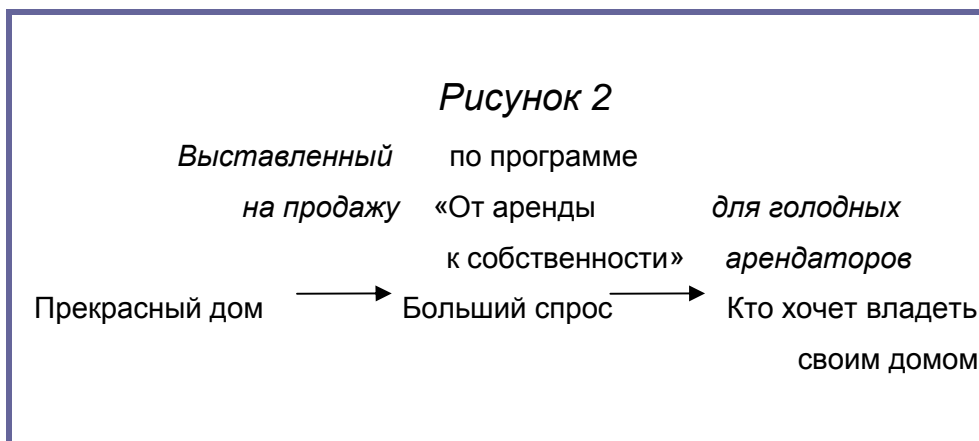 Рисунок 2
Выставленный по программе
на продажу «От аренды для голодных
к собственности» арендаторов
Прекрасный дом Больший спрос Кто хочет владеть
своим домом